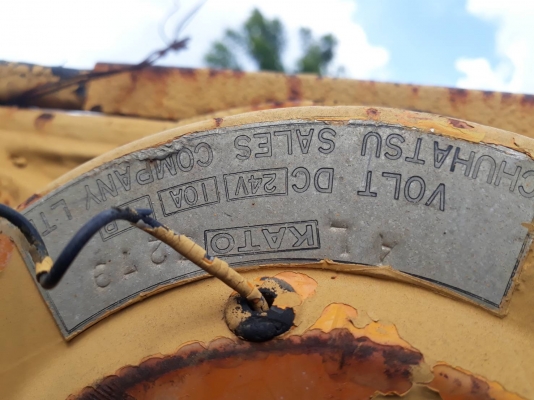 CHUHATSU SALES COMPANY LT
VOLT DC 24V 10A
KATO